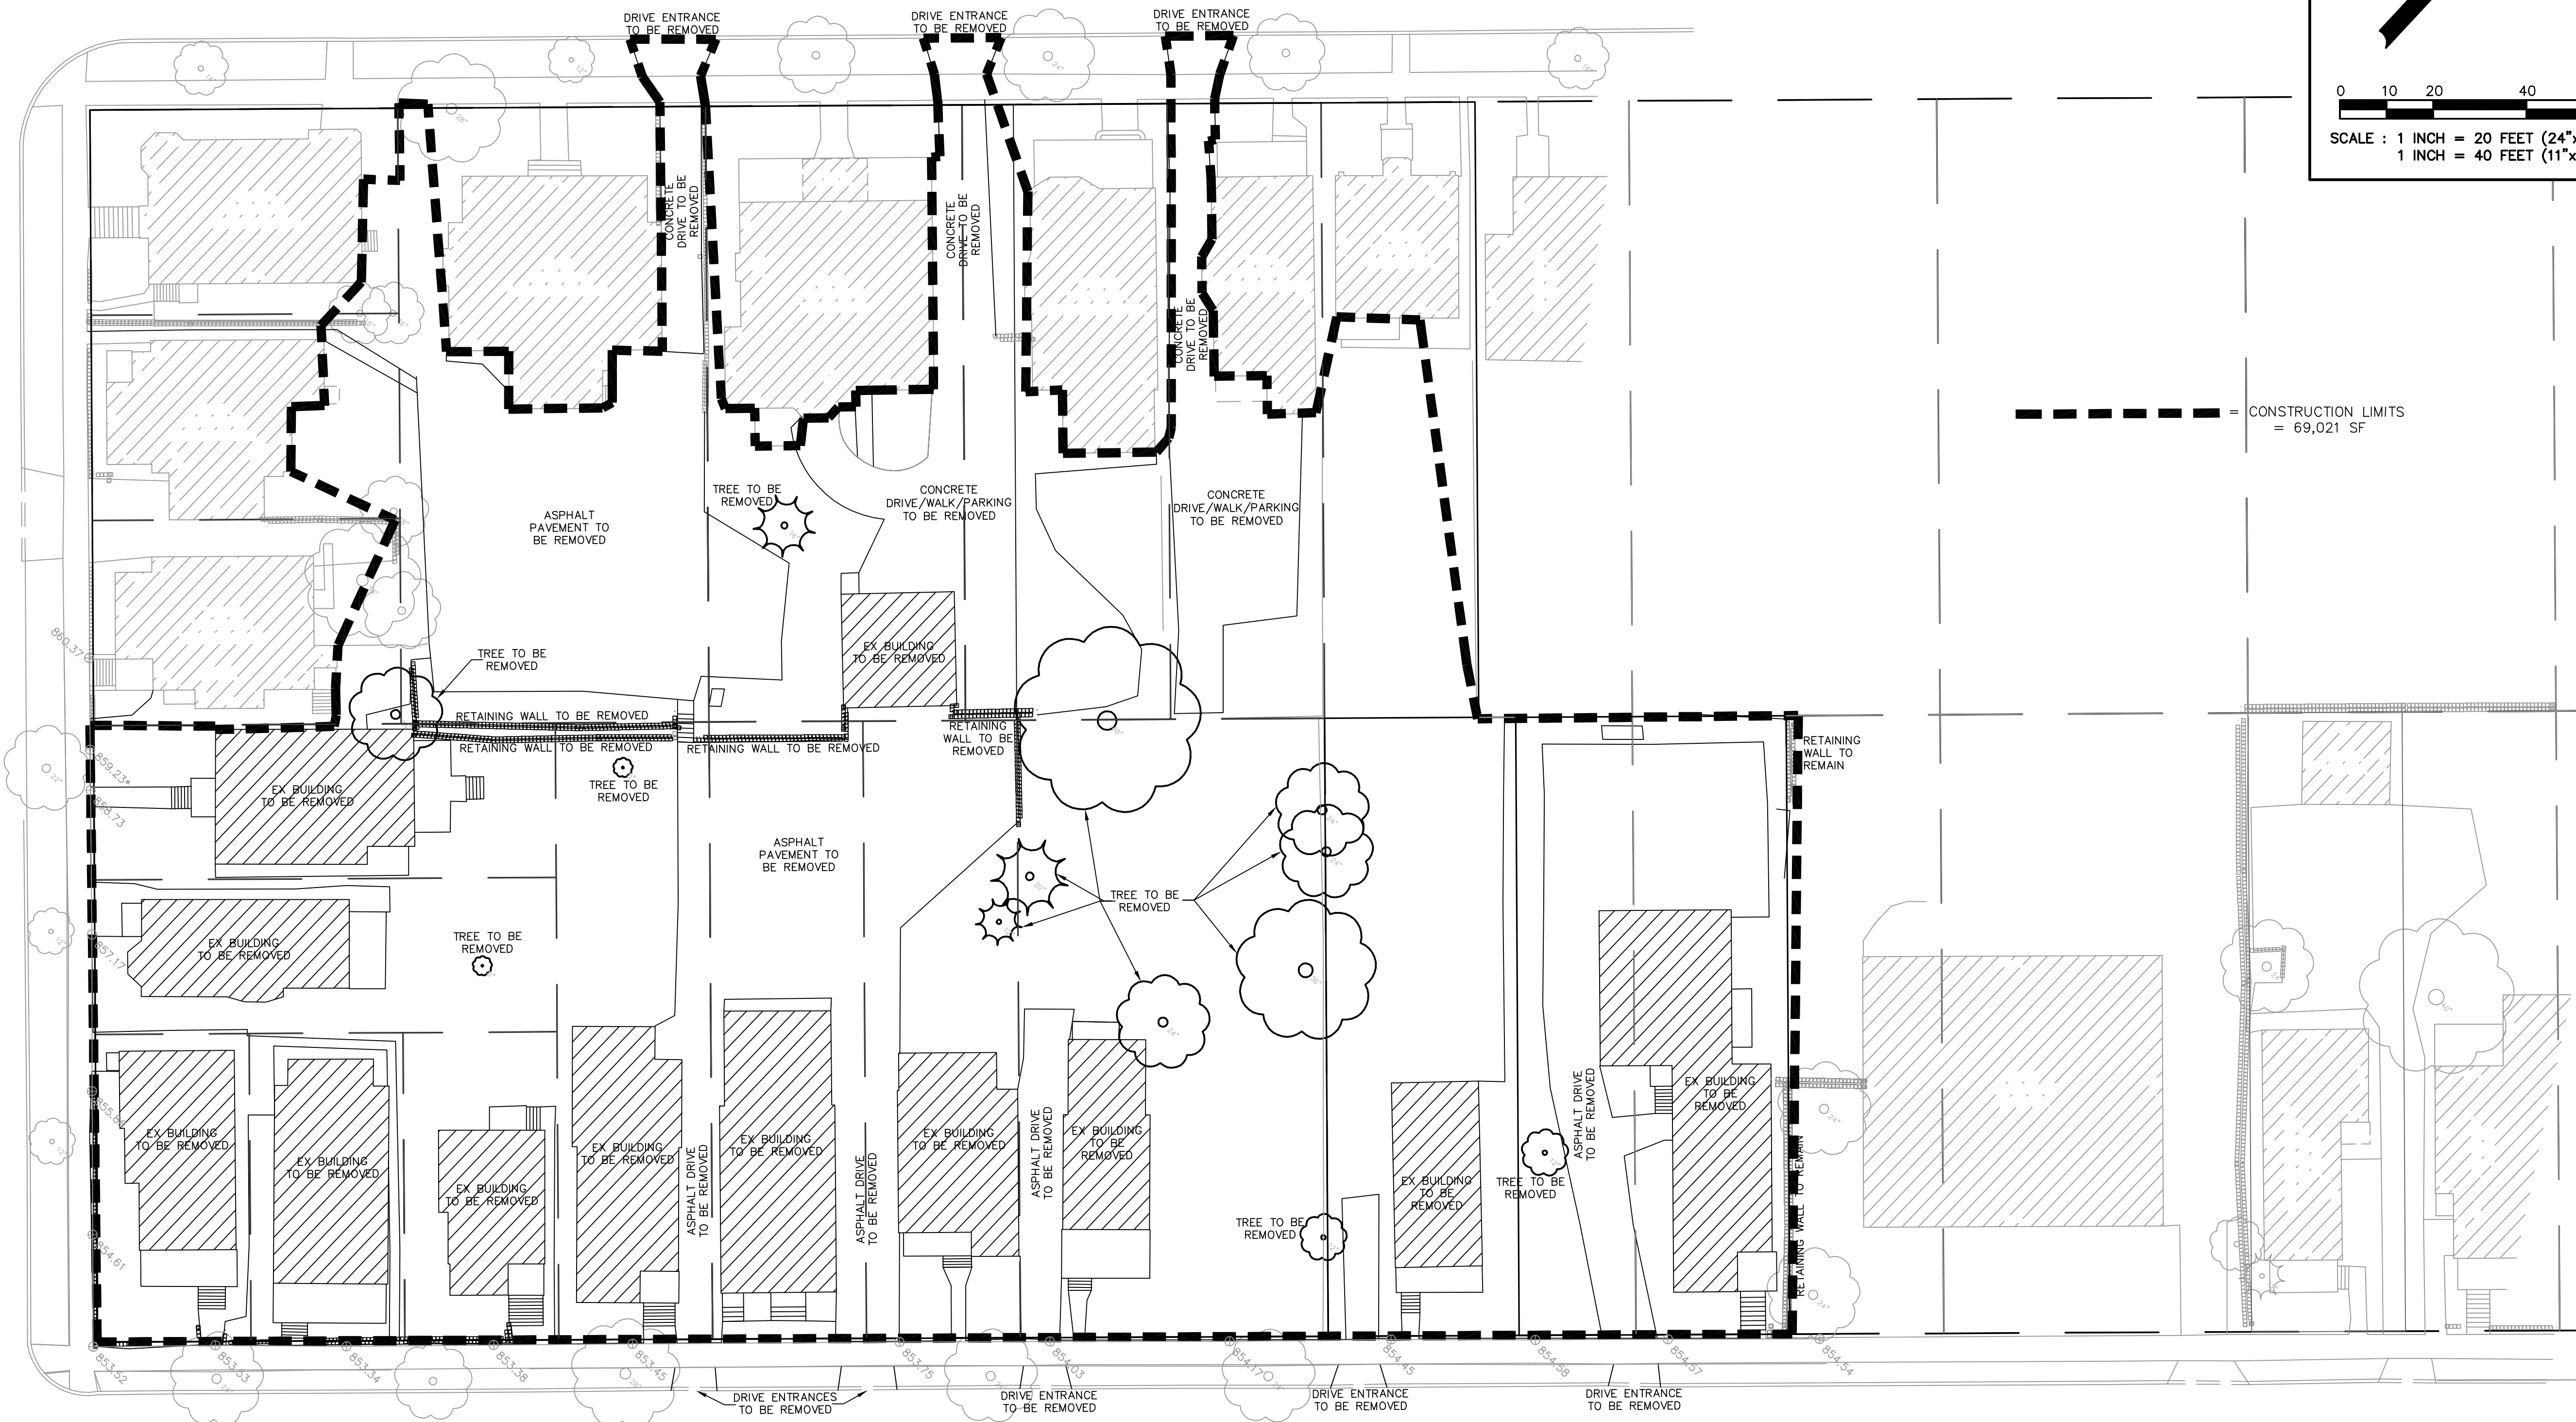 DRIVE ENTRANCE
TO BE REMOVED
DRIVE ENTRANCE
TO BE REMOVED
DRIVE ENTRANCE
TO BE REMOVED
0 10 20 40
SCALE : 1 INCH = 20 FEET (24"x
1 INCH = 40 FEET (11"x
CONCRETE
DRIVE TO BE
REMOVED
CONCRETE
DRIVE TO BE
REMOVED
CONCRETE
DRIVE TO BE
REMOVED
= CONSTRUCTION LIMITS
= 69,021 SF
ASPHALT
PAVEMENT TO
BE REMOVED
TREE TO BE
REMOVED
CONCRETE
DRIVE/WALK/PARKING
TO BE REMOVED
CONCRETE
DRIVE/WALK/PARKING
TO BE REMOVED
EX BUILDING
TO BE REMOVED
TREE TO BE
REMOVED
860.37
RETAINING WALL TO BE REMOVED
RETAINING WALL TO BE REMOVED
RETAINING WALL TO BE REMOVED
RETAINING
WALL TO BE
REMOVED
RETAINING
WALL TO
REMAIN
859.23*
858.73
EX BUILDING
TO BE REMOVED
TREE TO BE
REMOVED
ASPHALT
PAVEMENT TO
BE REMOVED
TREE TO BE
REMOVED
857.17
EX BUILDING
TO BE REMOVED
TREE TO BE
REMOVED
EX BUILDING
TO BE REMOVED
EX BUILDING
TO BE REMOVED
EX BUILDING
TO BE REMOVED
EX BUILDING
TO BE REMOVED
ASPHALT DRIVE
TO BE REMOVED
EX BUILDING
TO BE REMOVED
ASPHALT DRIVE
TO BE REMOVED
EX BUILDING
TO BE REMOVED
ASPHALT DRIVE
TO BE REMOVED
EX BUILDING
TO BE
REMOVED
TREE TO BE
REMOVED
EX BUILDING
TO BE
REMOVED
TREE TO BE
REMOVED
ASPHALT DRIVE
TO BE REMOVED
EX BUILDING
TO BE
REMOVED
RETAINING WALL TO REMAIN
854.61
853.52
853.53
853.34
853.38
853.45
853.75
854.03
854.17
854.45
854.58
854.57
854.54
DRIVE ENTRANCES
TO BE REMOVED
DRIVE ENTRANCE
TO BE REMOVED
DRIVE ENTRANCE
TO BE REMOVED
DRIVE ENTRANCE
TO BE REMOVED